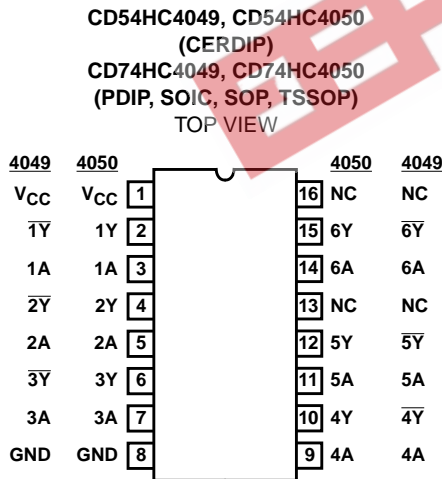 CD54HC4049, CD54HC4050
(CERDIP)
CD74HC4049, CD74HC4050
(PDIP, SOIC, SOP, TSSOP)
TOP VIEW
4049 4050 4050 4049
VCC VCC 1 16 NC NC
1Y̅ 1Y 2 15 6Y 6Y̅
1A 1A 3 14 6A 6A
2Y̅ 2Y 4 13 NC NC
2A 2A 5 12 5Y 5Y̅
3Y̅ 3Y 6 11 5A 5A
3A 3A 7 10 4Y 4Y̅
GND GND 8 9 4A 4A